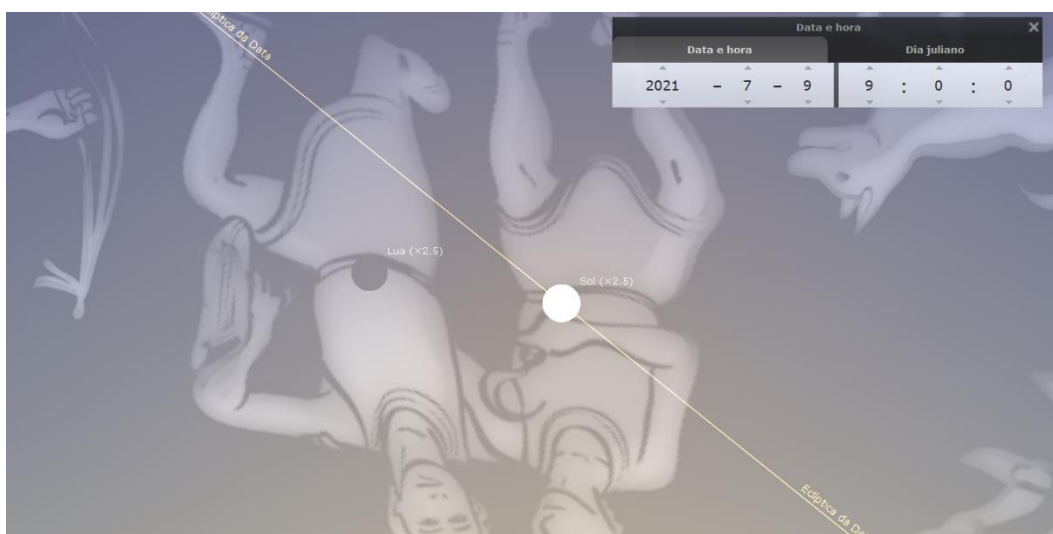 Eclíptica da Data
Data e hora
Data e hora Dia juliano
2021 – 7 – 9 9 : 0 : 0
Lua (×2.5)
Sol (×2.5)
Eclíptica da